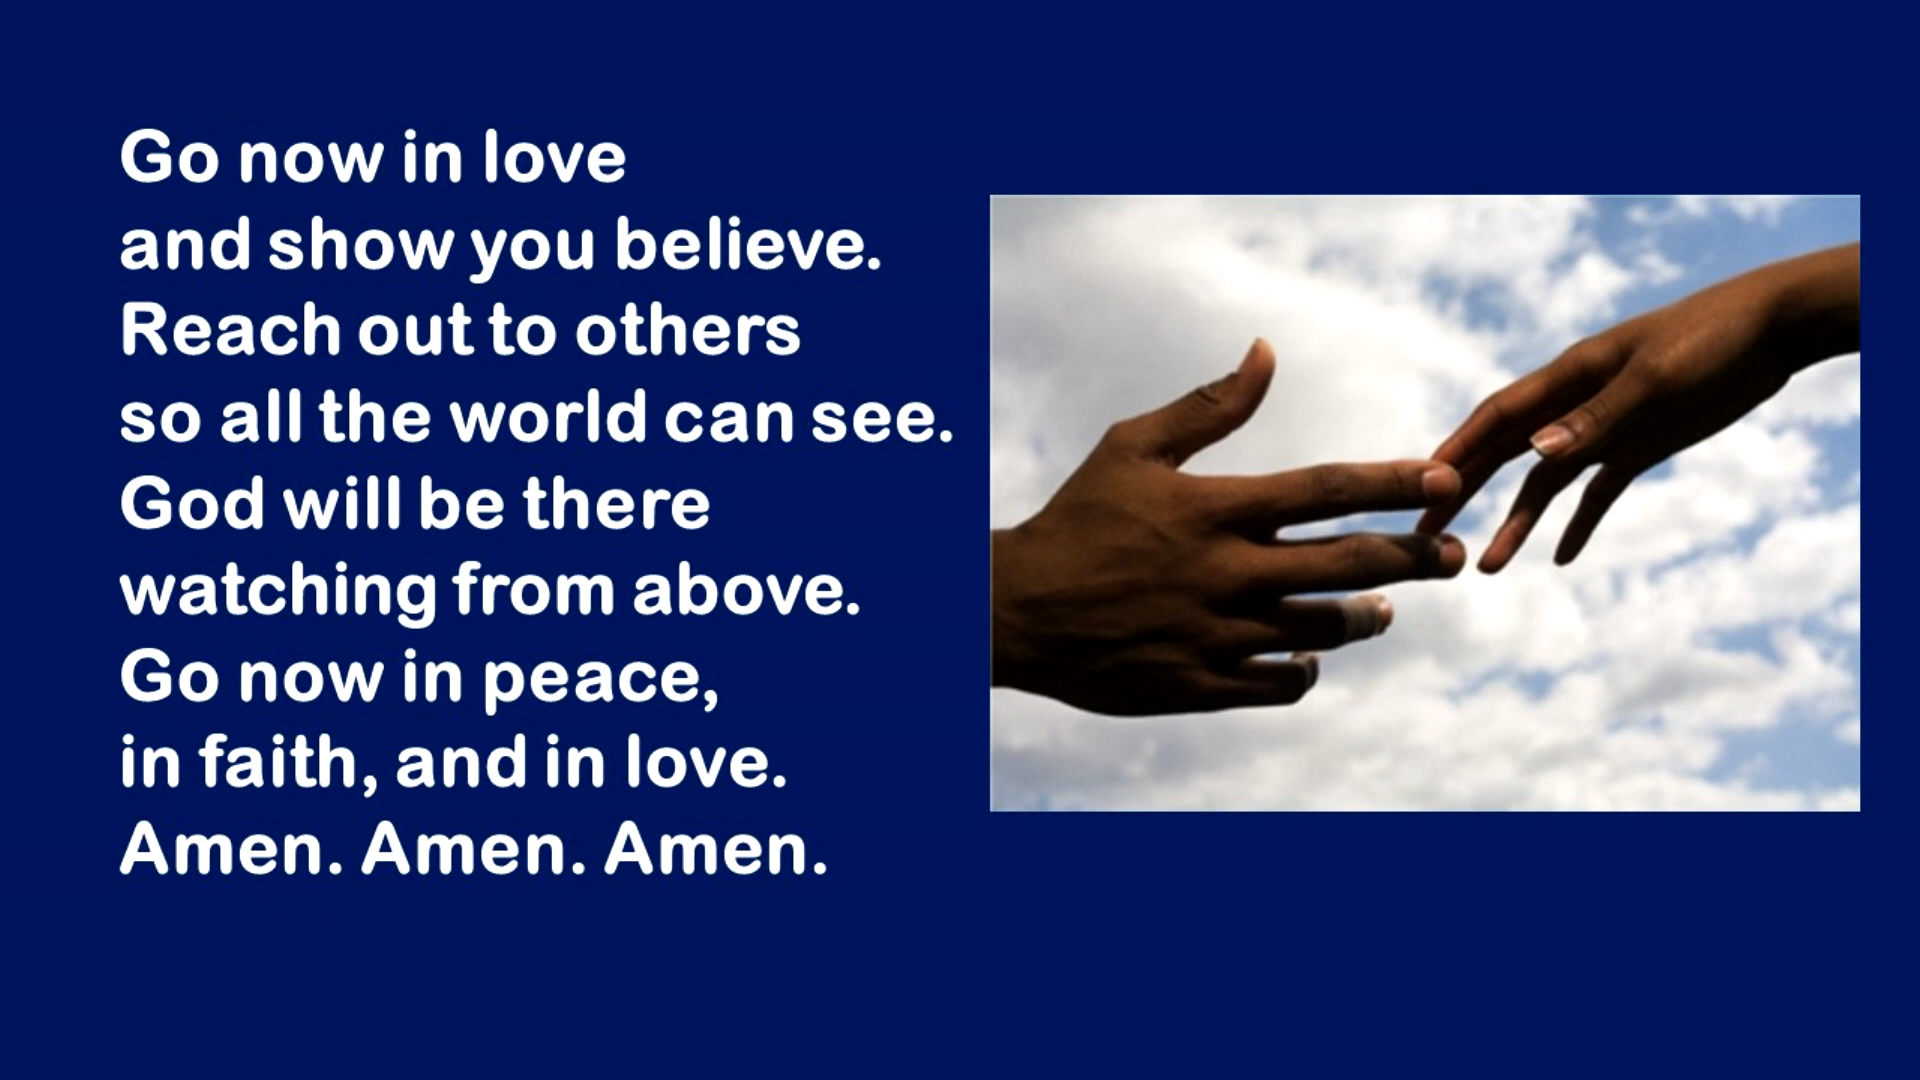 Go now in love
and show you believe.
Reach out to others
so all the world can see.
God will be there
watching from above.
Go now in peace,
in faith, and in love.
Amen. Amen. Amen.